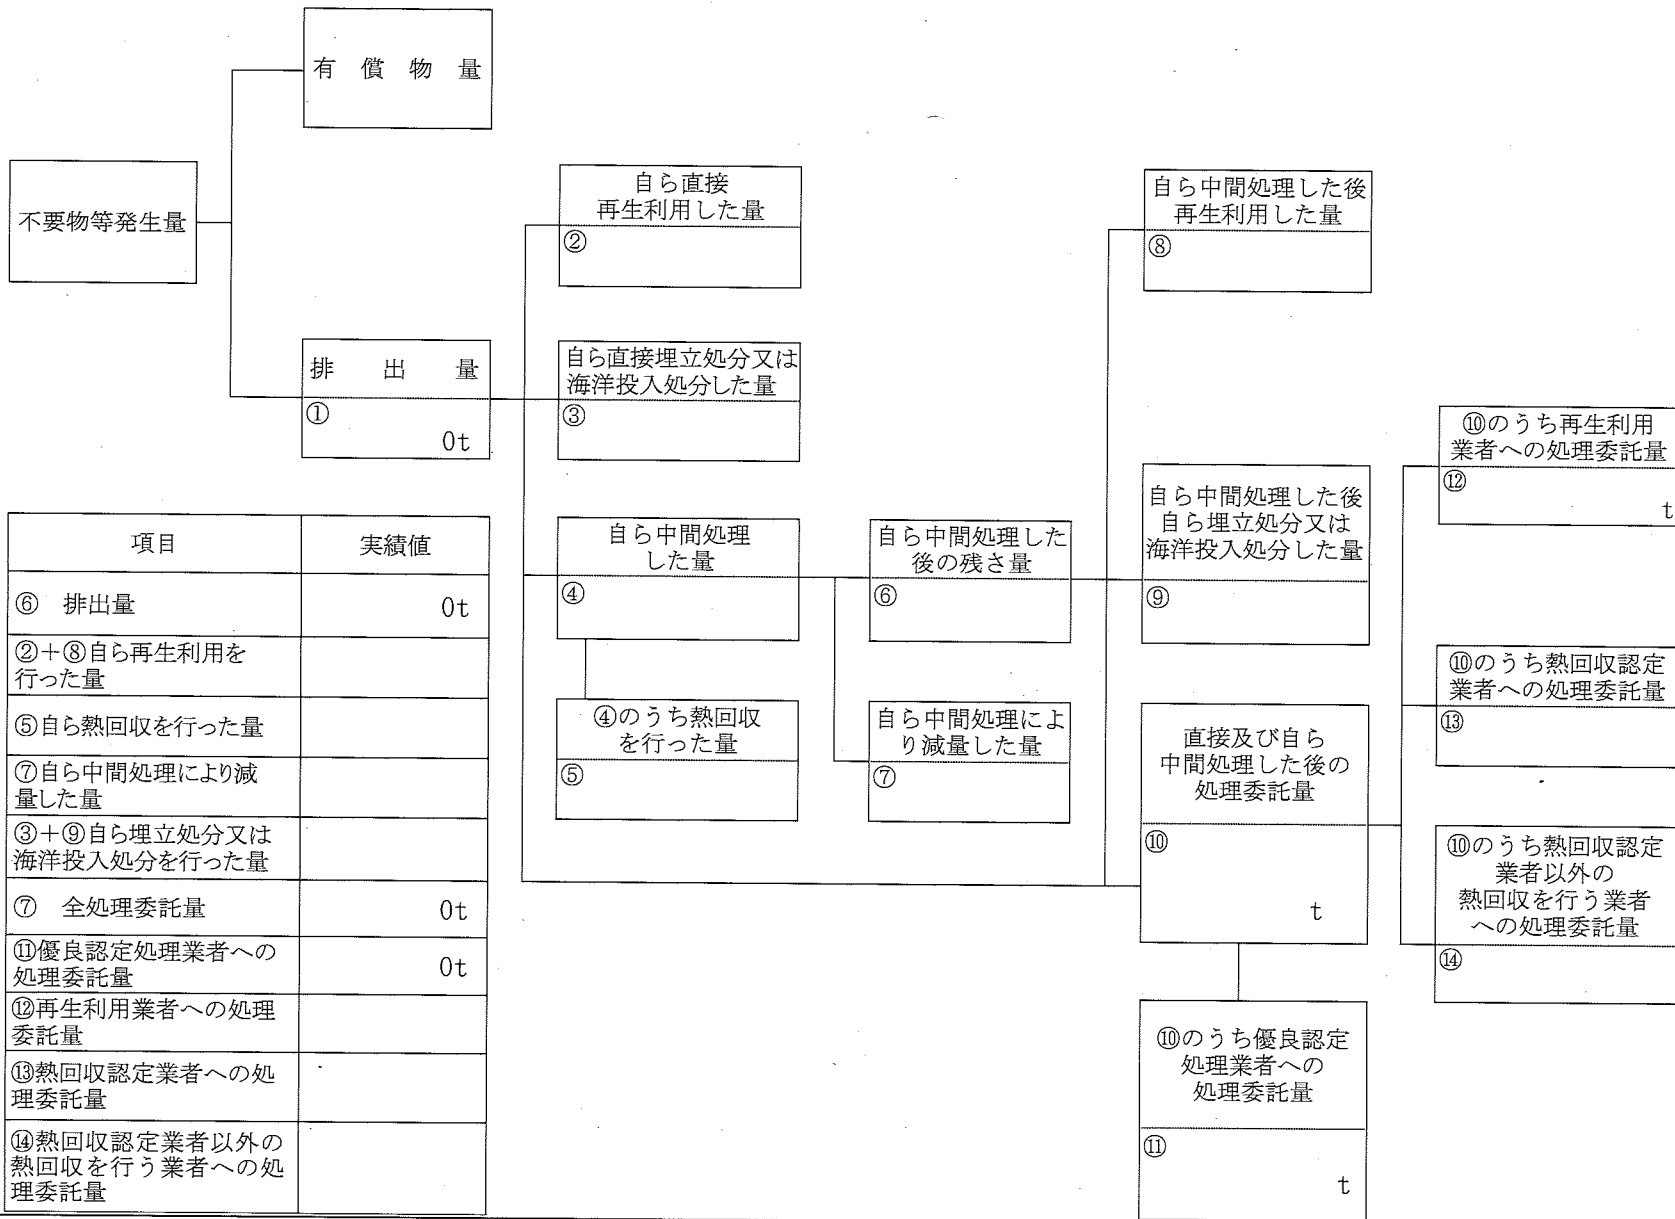 有償物量
不要物等発生量
排出量
①
0t
自ら直接
再生利用した量
②
自ら直接埋立処分又は
海洋投入処分した量
③
自ら中間処理
した量
④
④のうち熱回収
を行った量
⑤
自ら中間処理した
後の残さ量
⑥
自ら中間処理によ
り減量した量
⑦
自ら中間処理した後
再生利用した量
⑧
自ら中間処理した後
自ら埋立処分又は
海洋投入処分した量
⑨
直接及び自ら
中間処理した後の
処理委託量
⑩
t
⑩のうち優良認定
処理業者への
処理委託量
⑪
t
⑩のうち再生利用
業者への処理委託量
⑫
t
⑩のうち熱回収認定
業者への処理委託量
⑬
⑩のうち熱回収認定
業者以外の
熱回収を行う業者
への処理委託量
⑭
項目 実績値
⑥ 排出量 0t
②+⑧自ら再生利用を
行った量
⑤自ら熱回収を行った量
⑦自ら中間処理により減
量した量
③+⑨自ら埋立処分又は
海洋投入処分を行った量
⑦ 全処理委託量 0t
⑪優良認定処理業者への
処理委託量 0t
⑫再生利用業者への処理
委託量
⑬熱回収認定業者への処
理委託量
⑭熱回収認定業者以外の
熱回収を行う業者への処
理委託量